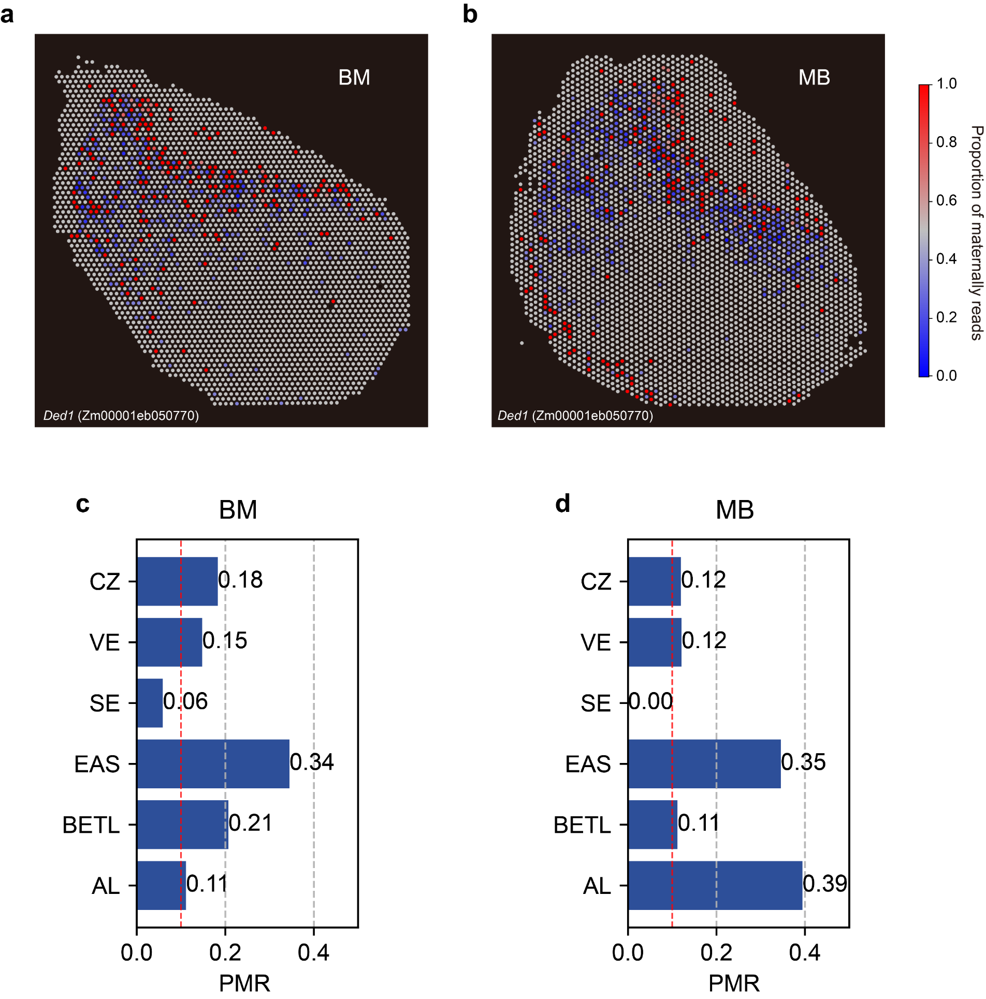 a
b
BM
MB
Ded1 (Zm00001eb050770)
Ded1 (Zm00001eb050770)
1.0
0.8
0.6
0.4
0.2
0.0
Proportion of maternally reads
c
BM
CZ
0.18
VE
0.15
SE
0.06
EAS
0.34
BETL
0.21
AL
0.11
0.0
0.2
0.4
PMR
d
MB
CZ
0.12
VE
0.12
SE
0.00
EAS
0.35
BETL
0.11
AL
0.39
0.0
0.2
0.4
PMR